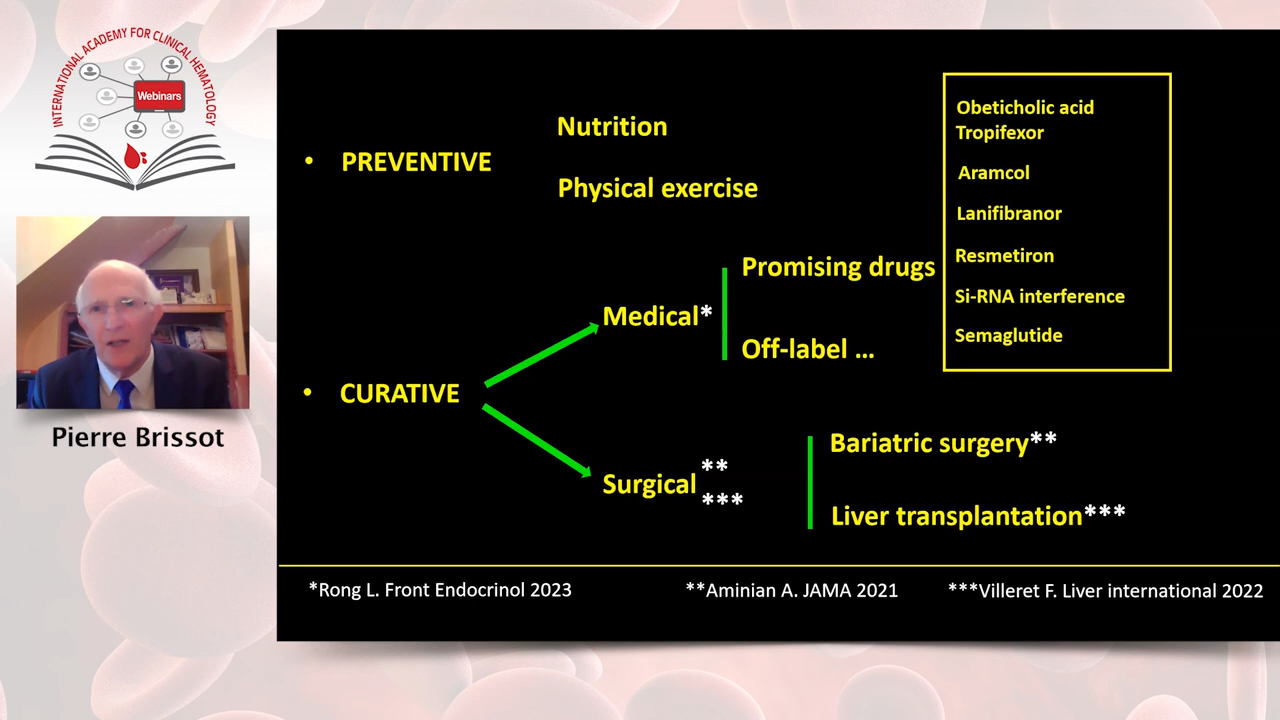 INTERNATIONAL ACADEMY FOR CLINICAL HEMATOLOGY
Webinars
Pierre Brissot
• PREVENTIVE
Nutrition
Physical exercise
• CURATIVE
Medical*
Promising drugs
Off-label ...
Obeticholic acid
Tropifexor
Aramcol
Lanifibranor
Resmetiron
Si-RNA interference
Semaglutide
Surgical
**
***
Bariatric surgery**
Liver transplantation***
*Rong L. Front Endocrinol 2023
**Aminian A. JAMA 2021
***Villeret F. Liver international 2022